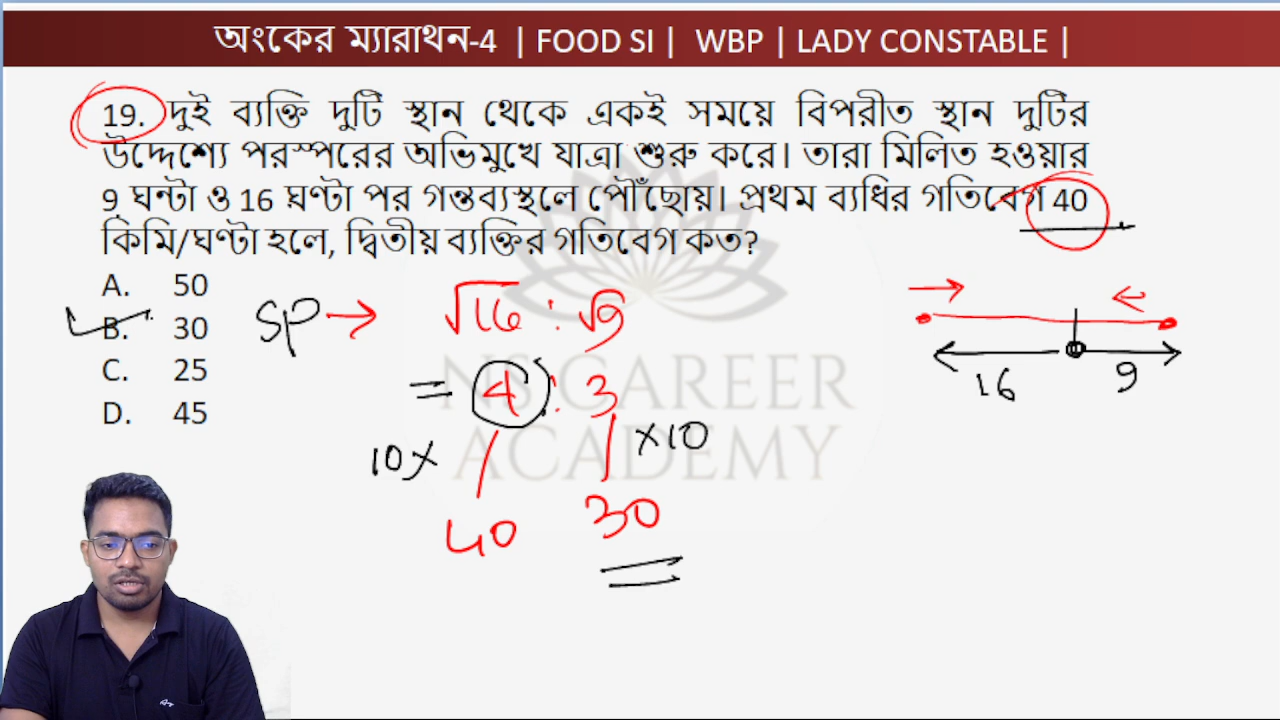 অংকের ম্যারাথন-4 | FOOD SI | WBP | LADY CONSTABLE |
19. দুই ব্যক্তি দুটি স্থান থেকে একই সময়ে বিপরীত স্থান দুটির
উদ্দেশ্যে পরস্পরের অভিমুখে যাত্রা শুরু করে। তারা মিলিত হওয়ার
9 ঘন্টা ও 16 ঘণ্টা পর গন্তব্যস্থলে পৌঁছোয়। প্রথম ব্যধির গতিবেগ 40
কিমি/ঘণ্টা হলে, দ্বিতীয় ব্যক্তির গতিবেগ কত?
A. 50
B. 30
C. 25
D. 45
SP → √16 : √9
= 4 : 3
10× ×10
40 30
16 9
NS CAREER
ACADEMY